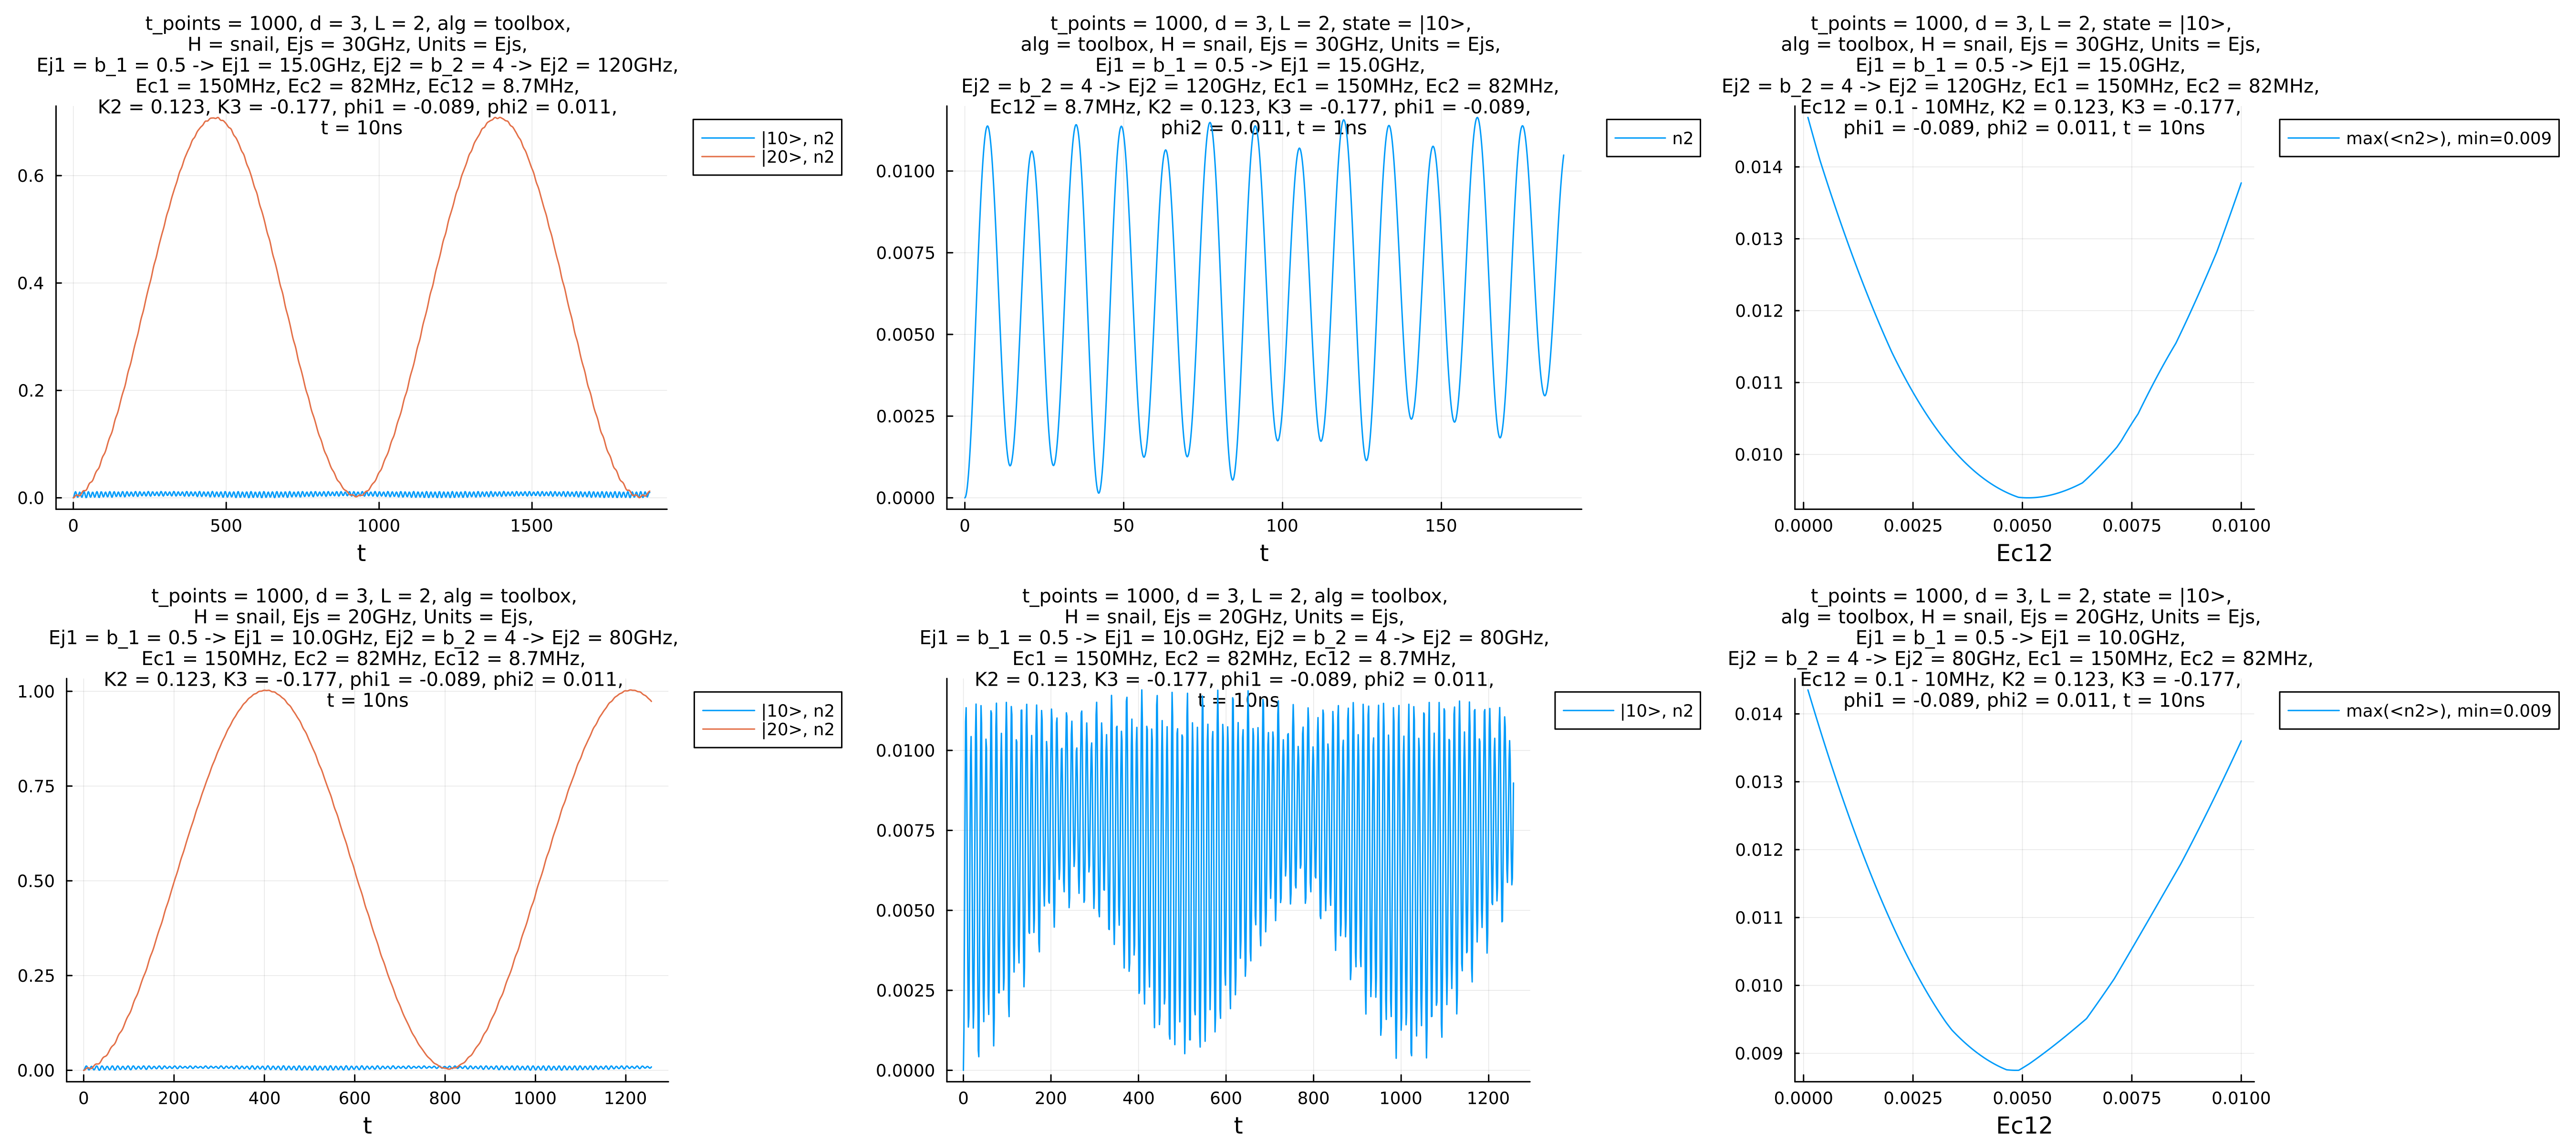 t_points = 1000, d = 3, L = 2, alg = toolbox,
H = snail, Ejs = 30GHz, Units = Ejs,
Ej1 = b_1 = 0.5 -> Ej1 = 15.0GHz, Ej2 = b_2 = 4 -> Ej2 = 120GHz,
Ec1 = 150MHz, Ec2 = 82MHz, Ec12 = 8.7MHz,
K2 = 0.123, K3 = -0.177, phi1 = -0.089, phi2 = 0.011,
t = 10ns
|10>, n2
|20>, n2
0.6
0.4
0.2
0.0
0 500 1000 1500
t
t_points = 1000, d = 3, L = 2, state = |10>,
alg = toolbox, H = snail, Ejs = 30GHz, Units = Ejs,
Ej1 = b_1 = 0.5 -> Ej1 = 15.0GHz,
Ej2 = b_2 = 4 -> Ej2 = 120GHz, Ec1 = 150MHz, Ec2 = 82MHz,
Ec12 = 8.7MHz, K2 = 0.123, K3 = -0.177, phi1 = -0.089,
phi2 = 0.011, t = 1ns
n2
0.0100
0.0075
0.0050
0.0025
0.0000
0 50 100 150
t
t_points = 1000, d = 3, L = 2, state = |10>,
alg = toolbox, H = snail, Ejs = 30GHz, Units = Ejs,
Ej1 = b_1 = 0.5 -> Ej1 = 15.0GHz,
Ej2 = b_2 = 4 -> Ej2 = 120GHz, Ec1 = 150MHz, Ec2 = 82MHz,
Ec12 = 0.1 - 10MHz, K2 = 0.123, K3 = -0.177,
phi1 = -0.089, phi2 = 0.011, t = 10ns
max(<n2>), min=0.009
0.014
0.013
0.012
0.011
0.010
0.0000 0.0025 0.0050 0.0075 0.0100
Ec12
t_points = 1000, d = 3, L = 2, alg = toolbox,
H = snail, Ejs = 20GHz, Units = Ejs,
Ej1 = b_1 = 0.5 -> Ej1 = 10.0GHz, Ej2 = b_2 = 4 -> Ej2 = 80GHz,
Ec1 = 150MHz, Ec2 = 82MHz, Ec12 = 8.7MHz,
K2 = 0.123, K3 = -0.177, phi1 = -0.089, phi2 = 0.011,
t = 10ns
|10>, n2
|20>, n2
1.00
0.75
0.50
0.25
0.00
0 200 400 600 800 1000 1200
t
t_points = 1000, d = 3, L = 2, alg = toolbox,
H = snail, Ejs = 20GHz, Units = Ejs,
Ej1 = b_1 = 0.5 -> Ej1 = 10.0GHz, Ej2 = b_2 = 4 -> Ej2 = 80GHz,
Ec1 = 150MHz, Ec2 = 82MHz, Ec12 = 8.7MHz,
K2 = 0.123, K3 = -0.177, phi1 = -0.089, phi2 = 0.011,
t = 10ns
|10>, n2
0.0100
0.0075
0.0050
0.0025
0.0000
0 200 400 600 800 1000 1200
t
t_points = 1000, d = 3, L = 2, state = |10>,
alg = toolbox, H = snail, Ejs = 20GHz, Units = Ejs,
Ej1 = b_1 = 0.5 -> Ej1 = 10.0GHz,
Ej2 = b_2 = 4 -> Ej2 = 80GHz, Ec1 = 150MHz, Ec2 = 82MHz,
Ec12 = 0.1 - 10MHz, K2 = 0.123, K3 = -0.177,
phi1 = -0.089, phi2 = 0.011, t = 10ns
max(<n2>), min=0.009
0.014
0.013
0.012
0.011
0.010
0.009
0.0000 0.0025 0.0050 0.0075 0.0100
Ec12